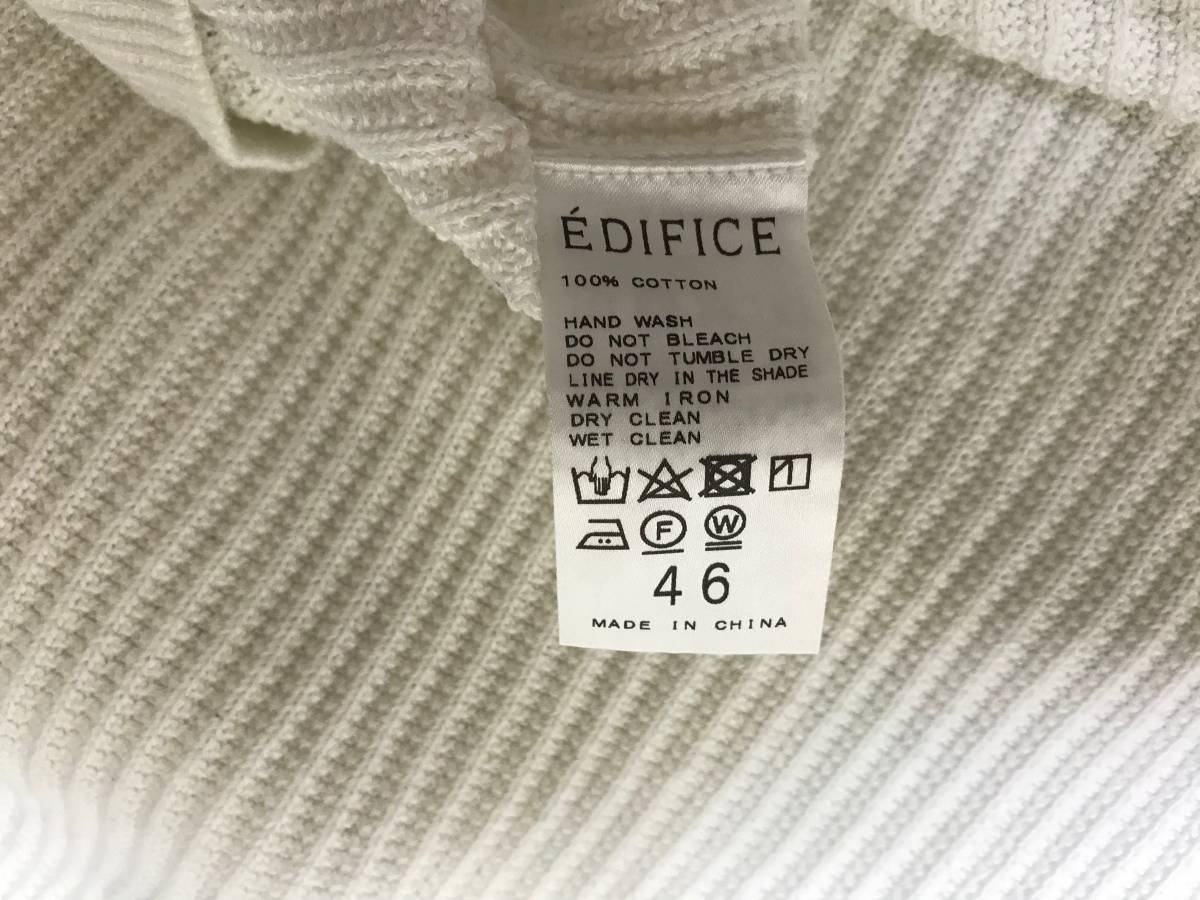 ÉDIFICE
100% COTTON
HAND WASH
DO NOT BLEACH
DO NOT TUMBLE DRY
LINE DRY IN THE SHADE
WARM IRON
DRY CLEAN
WET CLEAN
F W
46
MADE IN CHINA